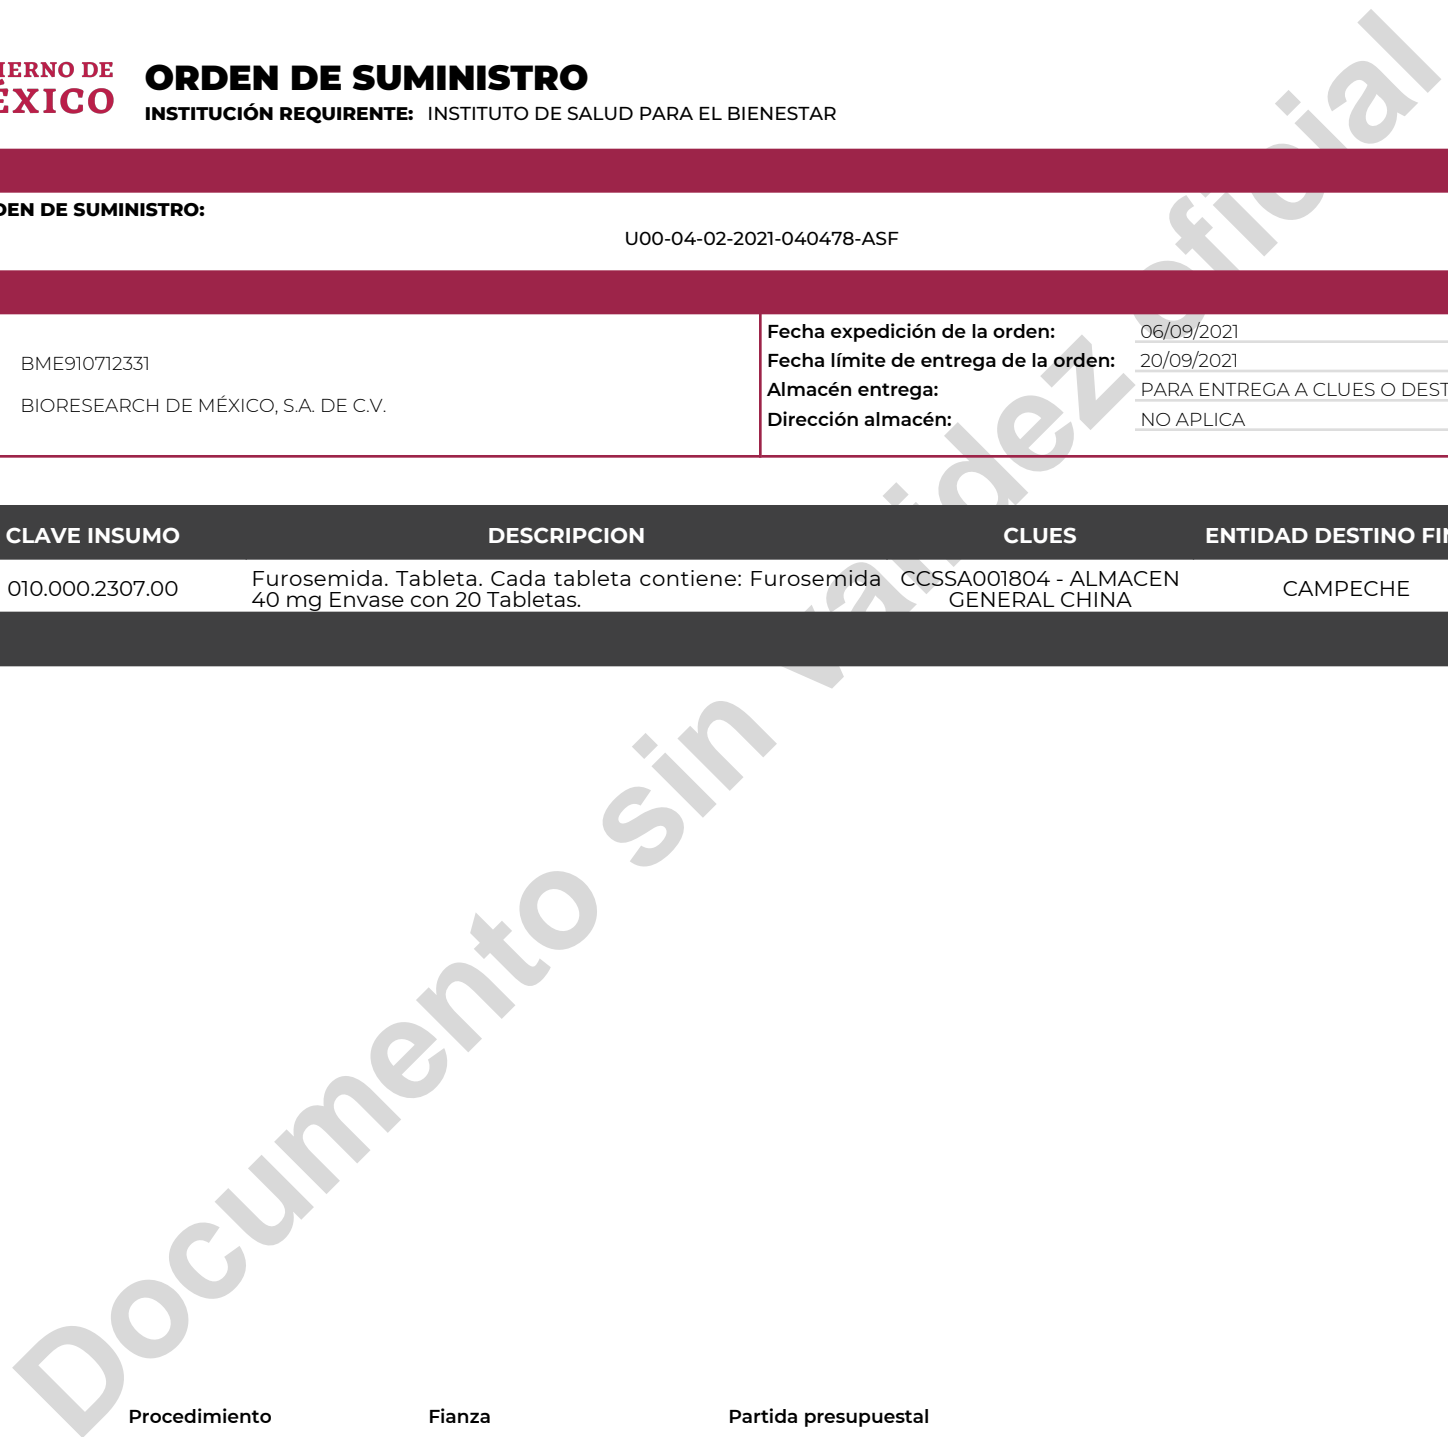 IERNO DE
ÉXICO
ORDEN DE SUMINISTRO
INSTITUCIÓN REQUIRENTE: INSTITUTO DE SALUD PARA EL BIENESTAR
DEN DE SUMINISTRO:
U00-04-02-2021-040478-ASF
BME910712331
BIORESEARCH DE MÉXICO, S.A. DE C.V.
Fecha expedición de la orden: 06/09/2021
Fecha límite de entrega de la orden: 20/09/2021
Almacén entrega: PARA ENTREGA A CLUES O DEST
Dirección almacén: NO APLICA
CLAVE INSUMO DESCRIPCION CLUES ENTIDAD DESTINO FIN
010.000.2307.00 Furosemida. Tableta. Cada tableta contiene: Furosemida CCSSA001804 - ALMACEN CAMPECHE
40 mg Envase con 20 Tabletas. GENERAL CHINA
Documento sin validez oficial
Procedimiento Fianza Partida presupuestal